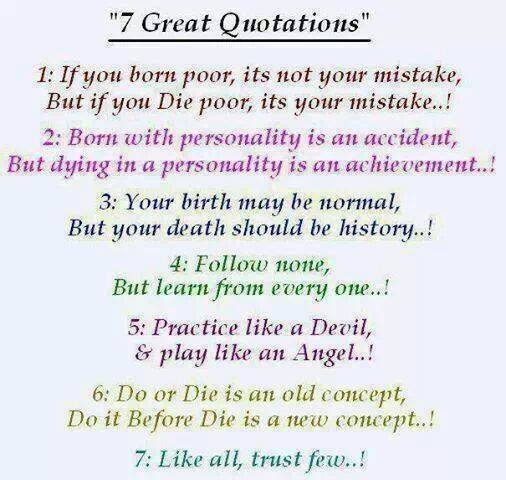 "7 Great Quotations"
1: If you born poor, its not your mistake,
But if you Die poor, its your mistake..!
2: Born with personality is an accident,
But dying in a personality is an achievement..!
3: Your birth may be normal,
But your death should be history..!
4: Follow none,
But learn from every one..!
5: Practice like a Devil,
& play like an Angel..!
6: Do or Die is an old concept,
Do it Before Die is a new concept..!
7: Like all, trust few..!